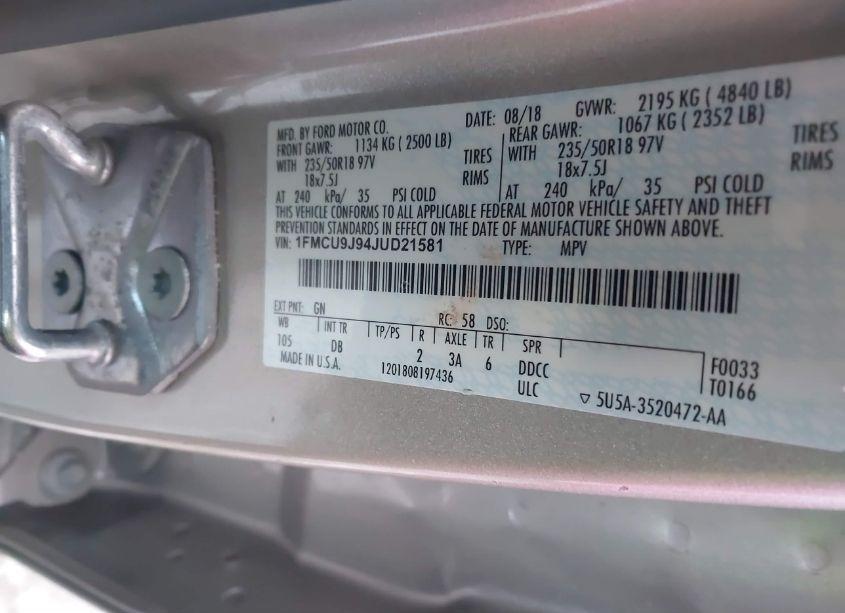 MFD. BY FORD MOTOR CO.
DATE: 08/18 GVWR: 2195 KG ( 4840 LB)
FRONT GAWR: 1134 KG ( 2500 LB) REAR GAWR: 1067 KG ( 2352 LB)
WITH 235/50R18 97V TIRES WITH 235/50R18 97V TIRES
18x7.5J RIMS 18x7.5J RIMS
AT 240 kPa/ 35 PSI COLD AT 240 kPa/ 35 PSI COLD
THIS VEHICLE CONFORMS TO ALL APPLICABLE FEDERAL MOTOR VEHICLE SAFETY AND THEFT
PREVENTION STANDARDS IN EFFECT ON THE DATE OF MANUFACTURE SHOWN ABOVE.
VIN: 1FMCU9J94JUD21581 TYPE: MPV
EXT PNT: GN RC: 58 DSO:
WB INT TR TP/PS R AXLE TR SPR
105 DB 2 3A 6 DDCC F0033
MADE IN U.S.A. 1201808197436 ULC T0166
▽ 5U5A-3520472-AA